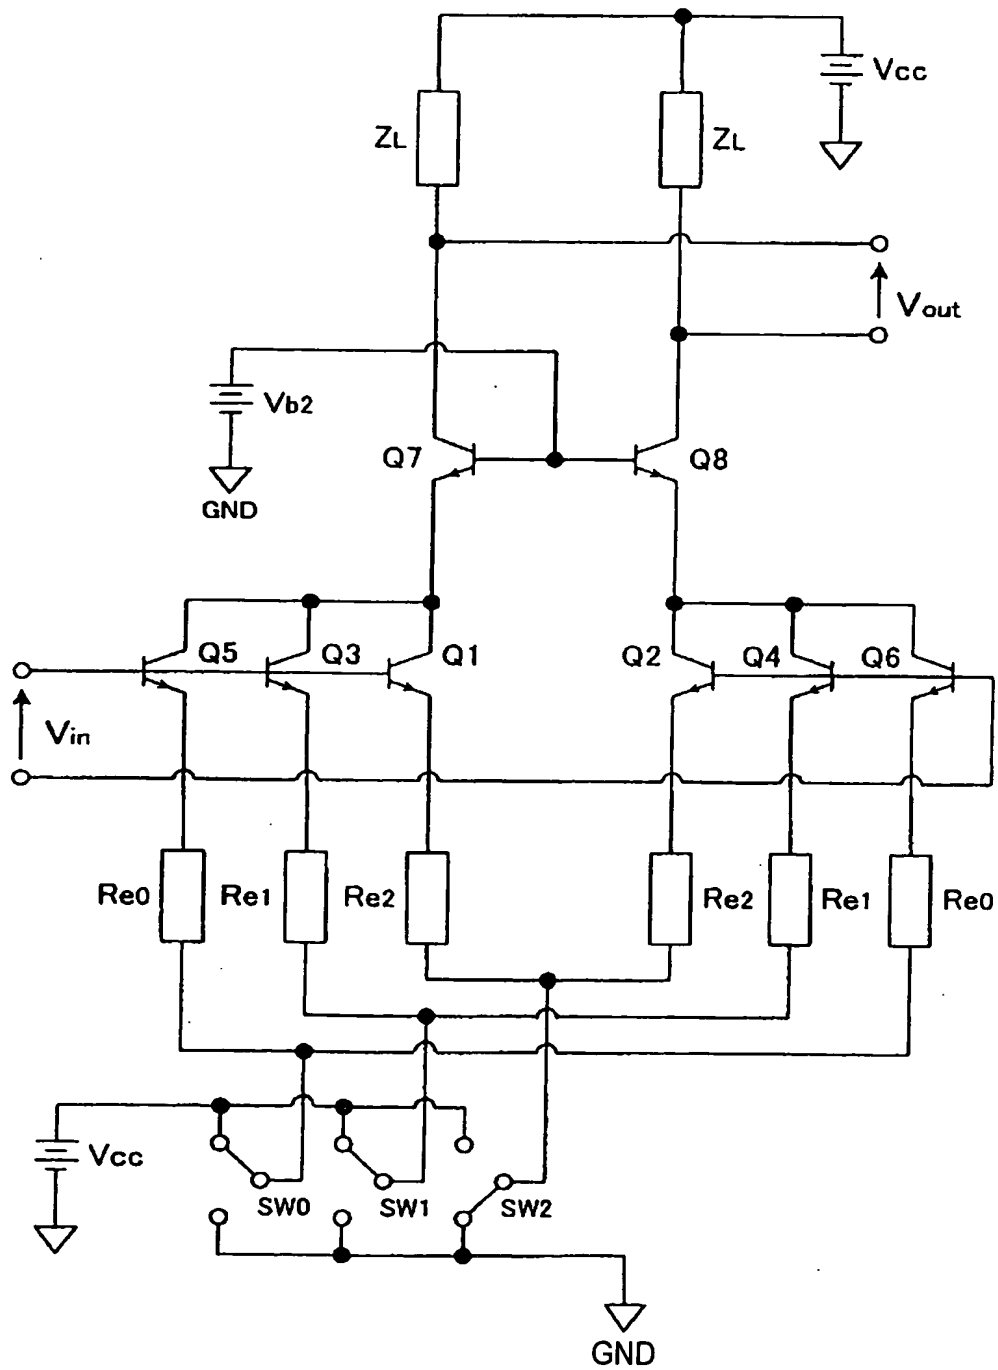 Vcc
ZL
ZL
Vout
Vb2
Q7
Q8
GND
Q5
Q3
Q1
Q2
Q4
Q6
Vin
Re0
Re1
Re2
Re2
Re1
Re0
Vcc
SW0
SW1
SW2
GND